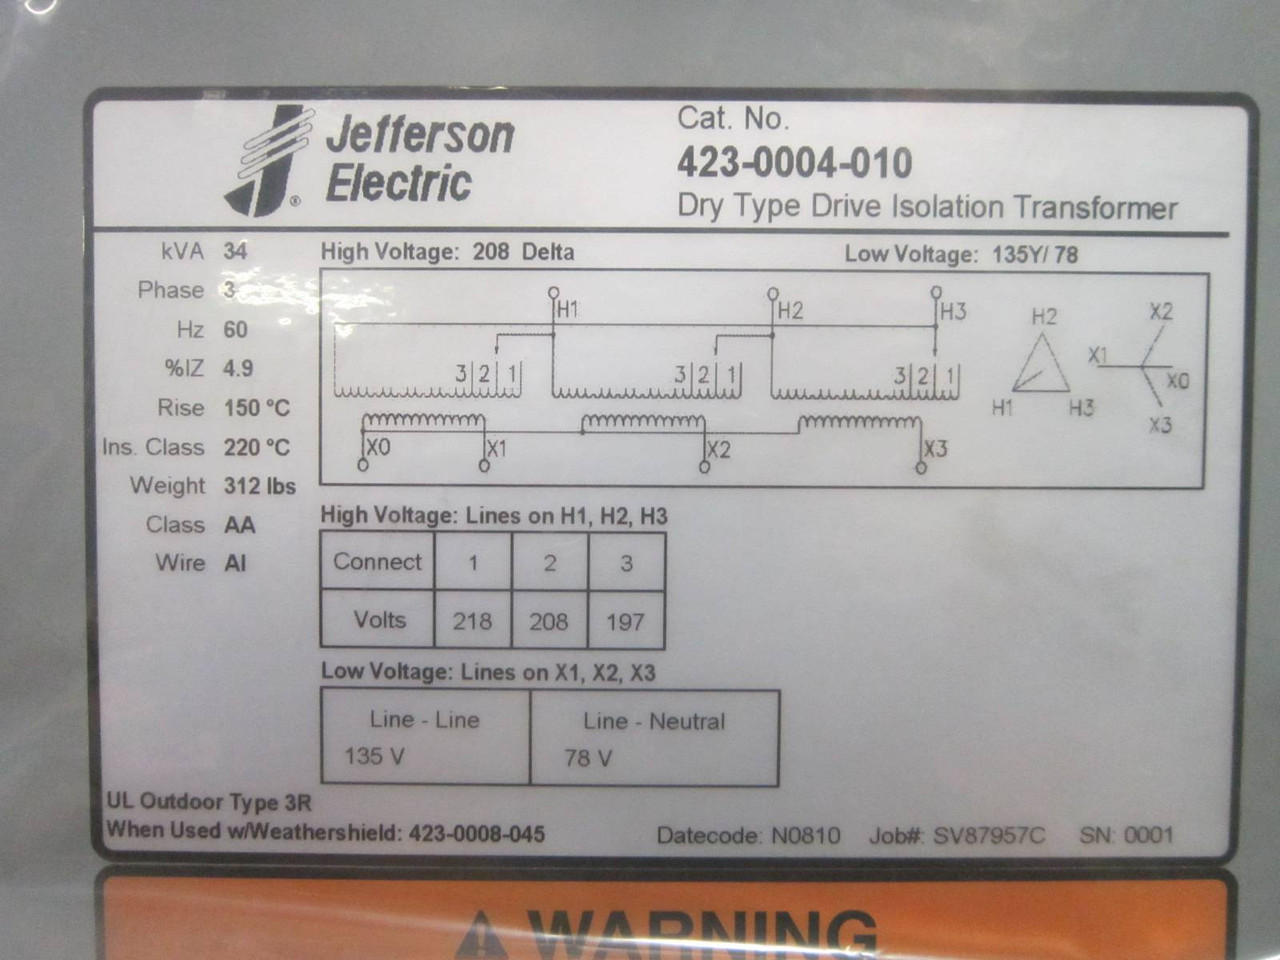 Jefferson
Electric
®
Cat. No.
423-0004-010
Dry Type Drive Isolation Transformer
kVA 34
Phase 3
Hz 60
%IZ 4.9
Rise 150 °C
Ins. Class 220 °C
Weight 312 lbs
Class AA
Wire Al
High Voltage: 208 Delta
Low Voltage: 135Y/ 78
H1 H2 H3
3 2 1 3 2 1 3 2 1
X0 X1 X2 X3
H2
H1 H3
X2
X1
X0
X3
High Voltage: Lines on H1, H2, H3
Connect 1 2 3
Volts 218 208 197
Low Voltage: Lines on X1, X2, X3
Line - Line Line - Neutral
135 V 78 V
UL Outdoor Type 3R
When Used w/Weathershield: 423-0008-045
Datecode: N0810 Job#: SV87957C SN: 0001
WARNING